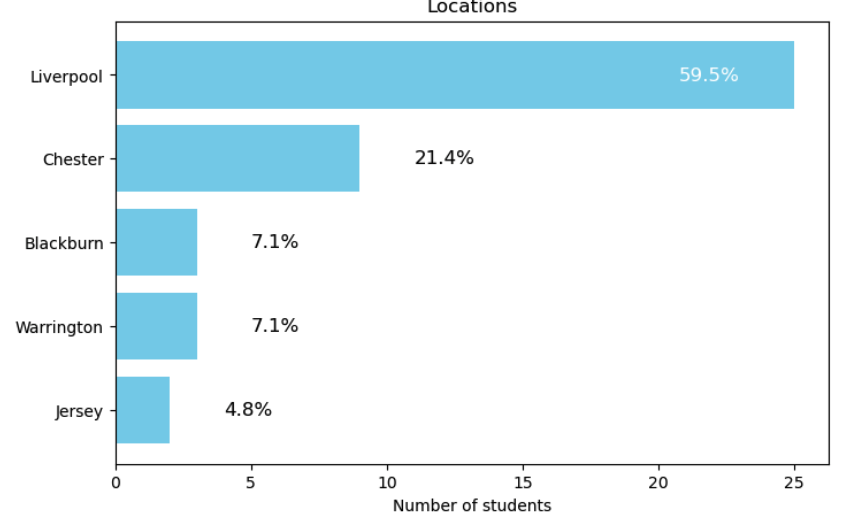 Locations
Liverpool
59.5%
Chester
21.4%
Blackburn
7.1%
Warrington
7.1%
Jersey
4.8%
0 5 10 15 20 25
Number of students